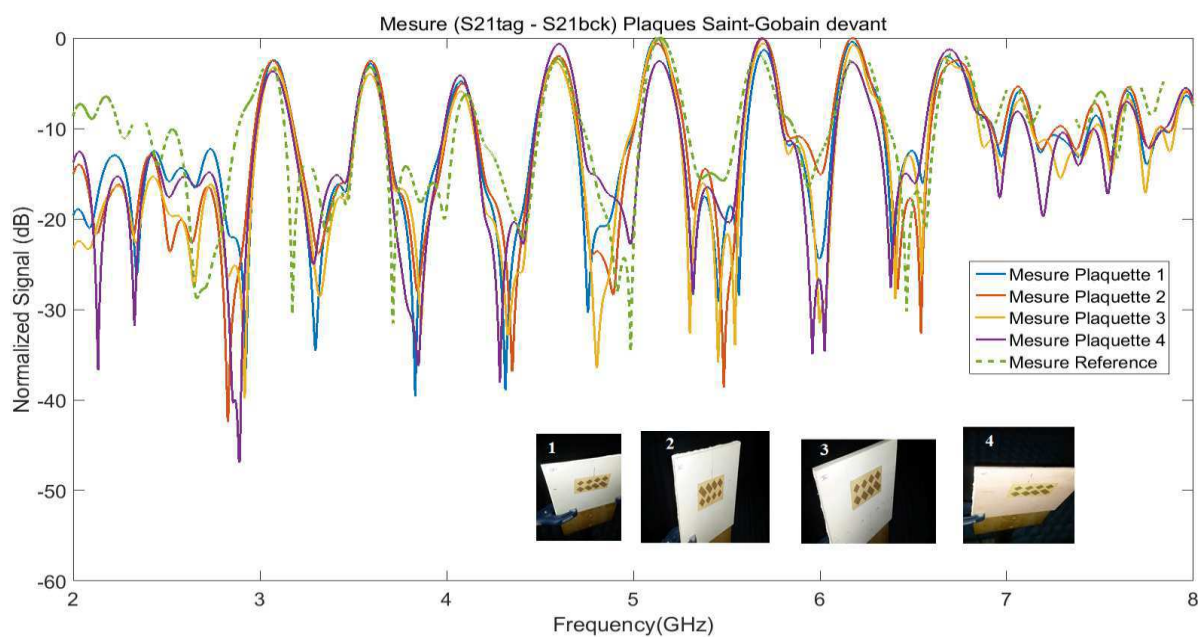 Mesure (S21tag - S21bck) Plaques Saint-Gobain devant
Normalized Signal (dB)
0
-10
-20
-30
-40
-50
-60
Mesure Plaquette 1
Mesure Plaquette 2
Mesure Plaquette 3
Mesure Plaquette 4
Mesure Reference
1 2 3 4
2 3 4 5 6 7 8
Frequency(GHz)